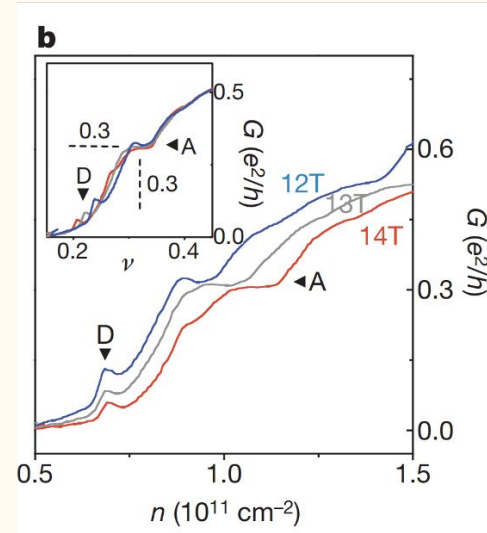 b
0.5
0.3
◄A
D
▼
0.3
G (e²/h)
0.0
0.2
ν
0.4
12T
13T
14T
◄A
D
▼
0.6
0.3
0.0
G (e²/h)
0.5
1.0
1.5
n (10¹¹ cm⁻²)